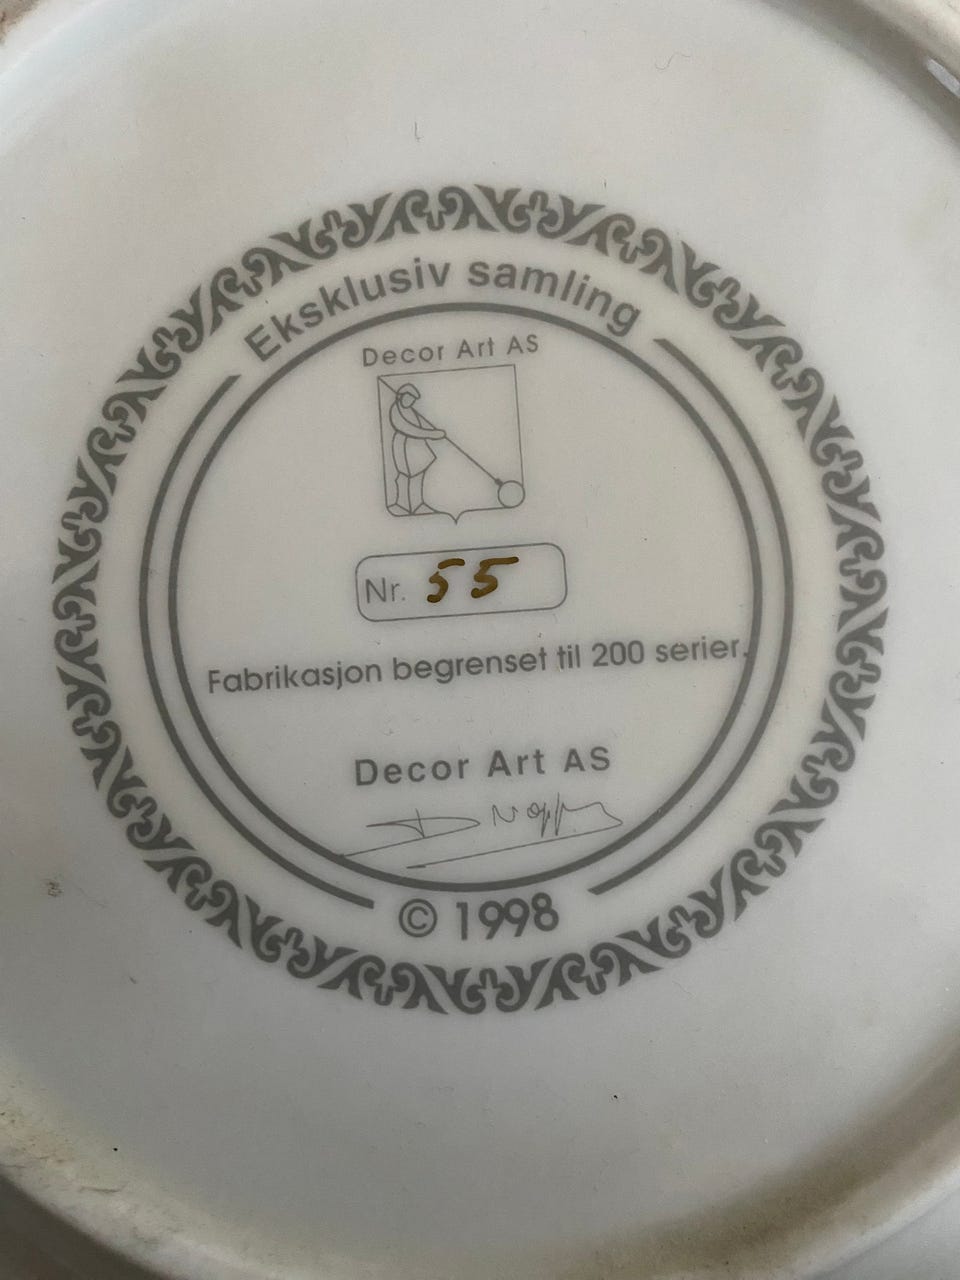 Eksklusiv samling
Decor Art AS
Nr. 55
Fabrikasjon begrenset til 200 serier.
Decor Art AS
© 1998